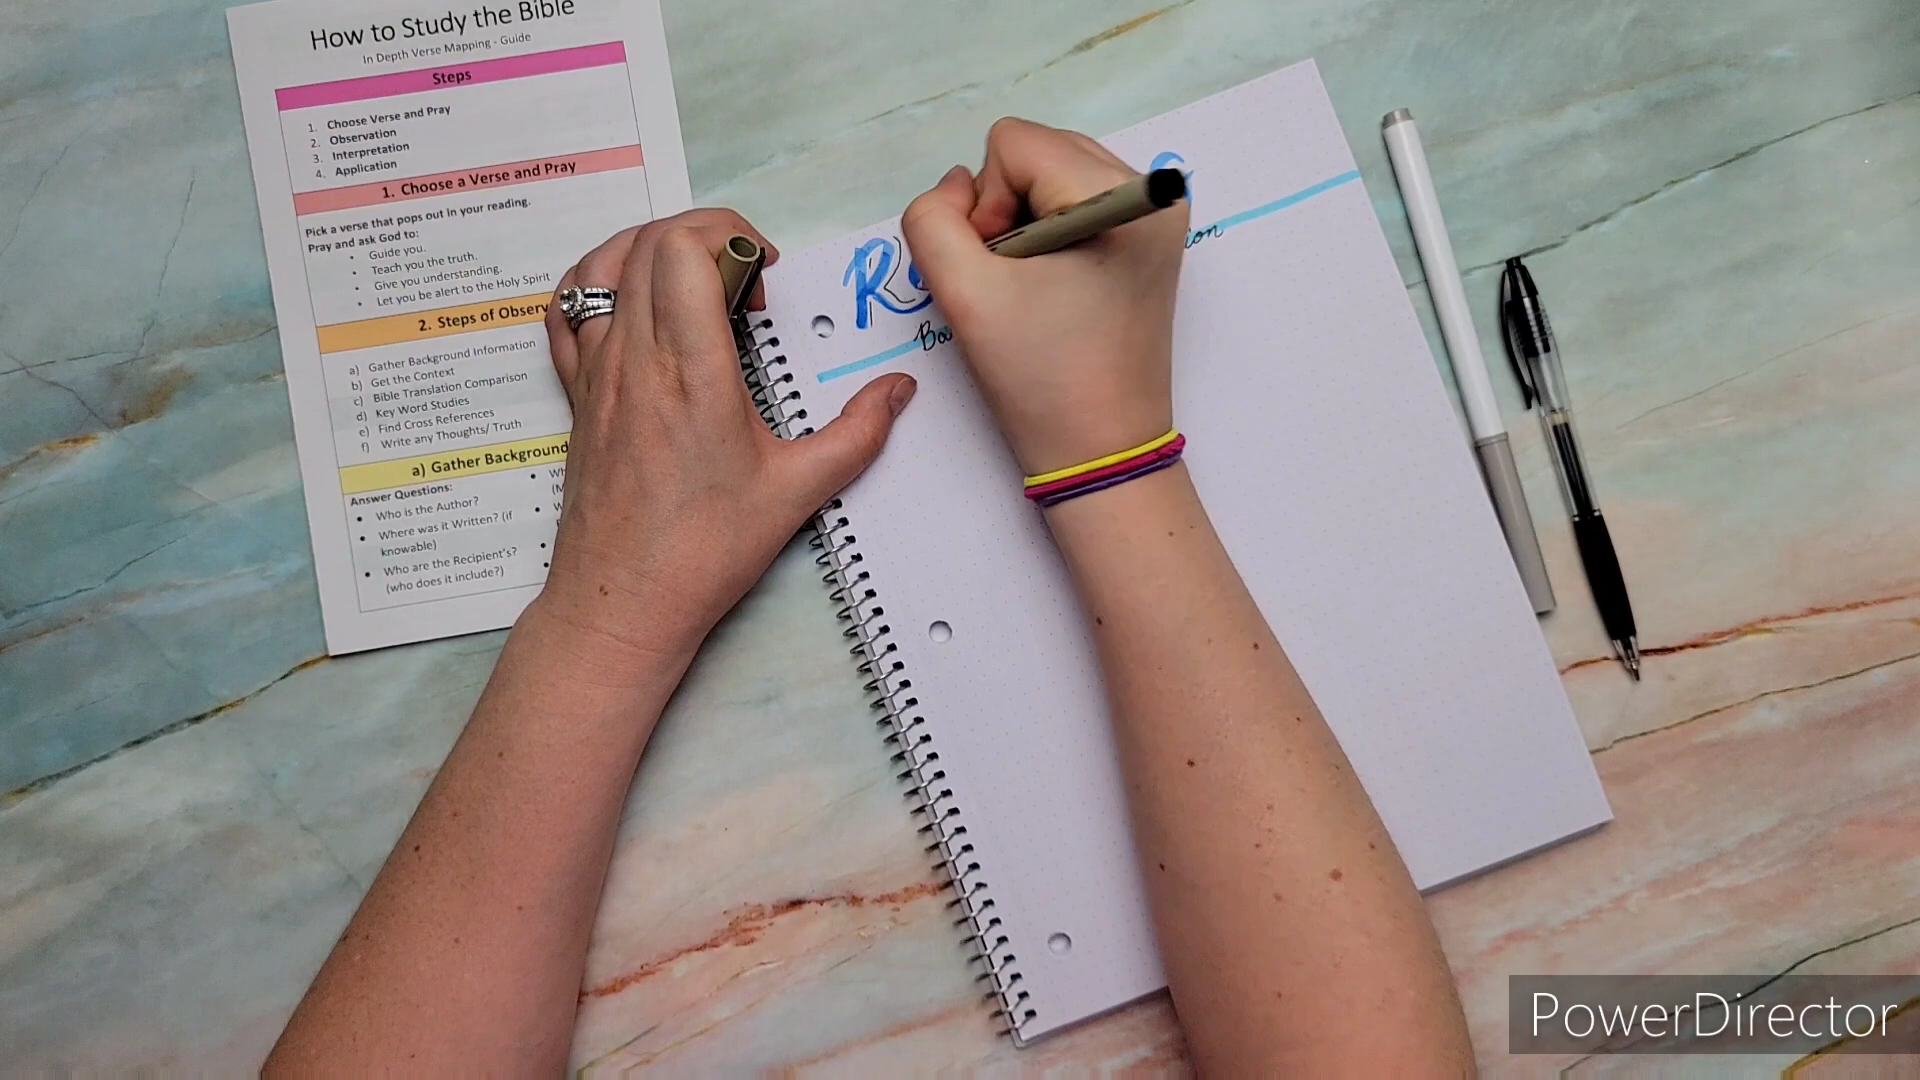 How to Study the Bible
In Depth Verse Mapping - Guide
Steps
1. Choose Verse and Pray
2. Observation
3. Interpretation
4. Application
1. Choose a Verse and Pray
Pick a verse that pops out in your reading.
Pray and ask God to:
• Guide you.
• Teach you the truth.
• Give you understanding.
• Let you be alert to the Holy Spirit
2. Steps of Observ
a) Gather Background Information
b) Get the Context
c) Bible Translation Comparison
d) Key Word Studies
e) Find Cross References
f) Write any Thoughts/ Truth
a) Gather Background
Answer Questions:
• Who is the Author?
• Where was it Written? (if
knowable)
• Who are the Recipient's?
(who does it include?)
PowerDirector